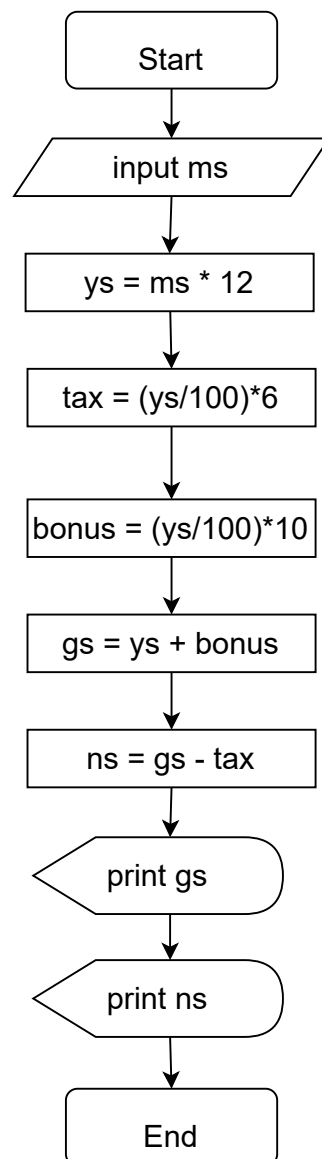 Start
input ms
ys = ms * 12
tax = (ys/100)*6
bonus = (ys/100)*10
gs = ys + bonus
ns = gs - tax
print gs
print ns
End